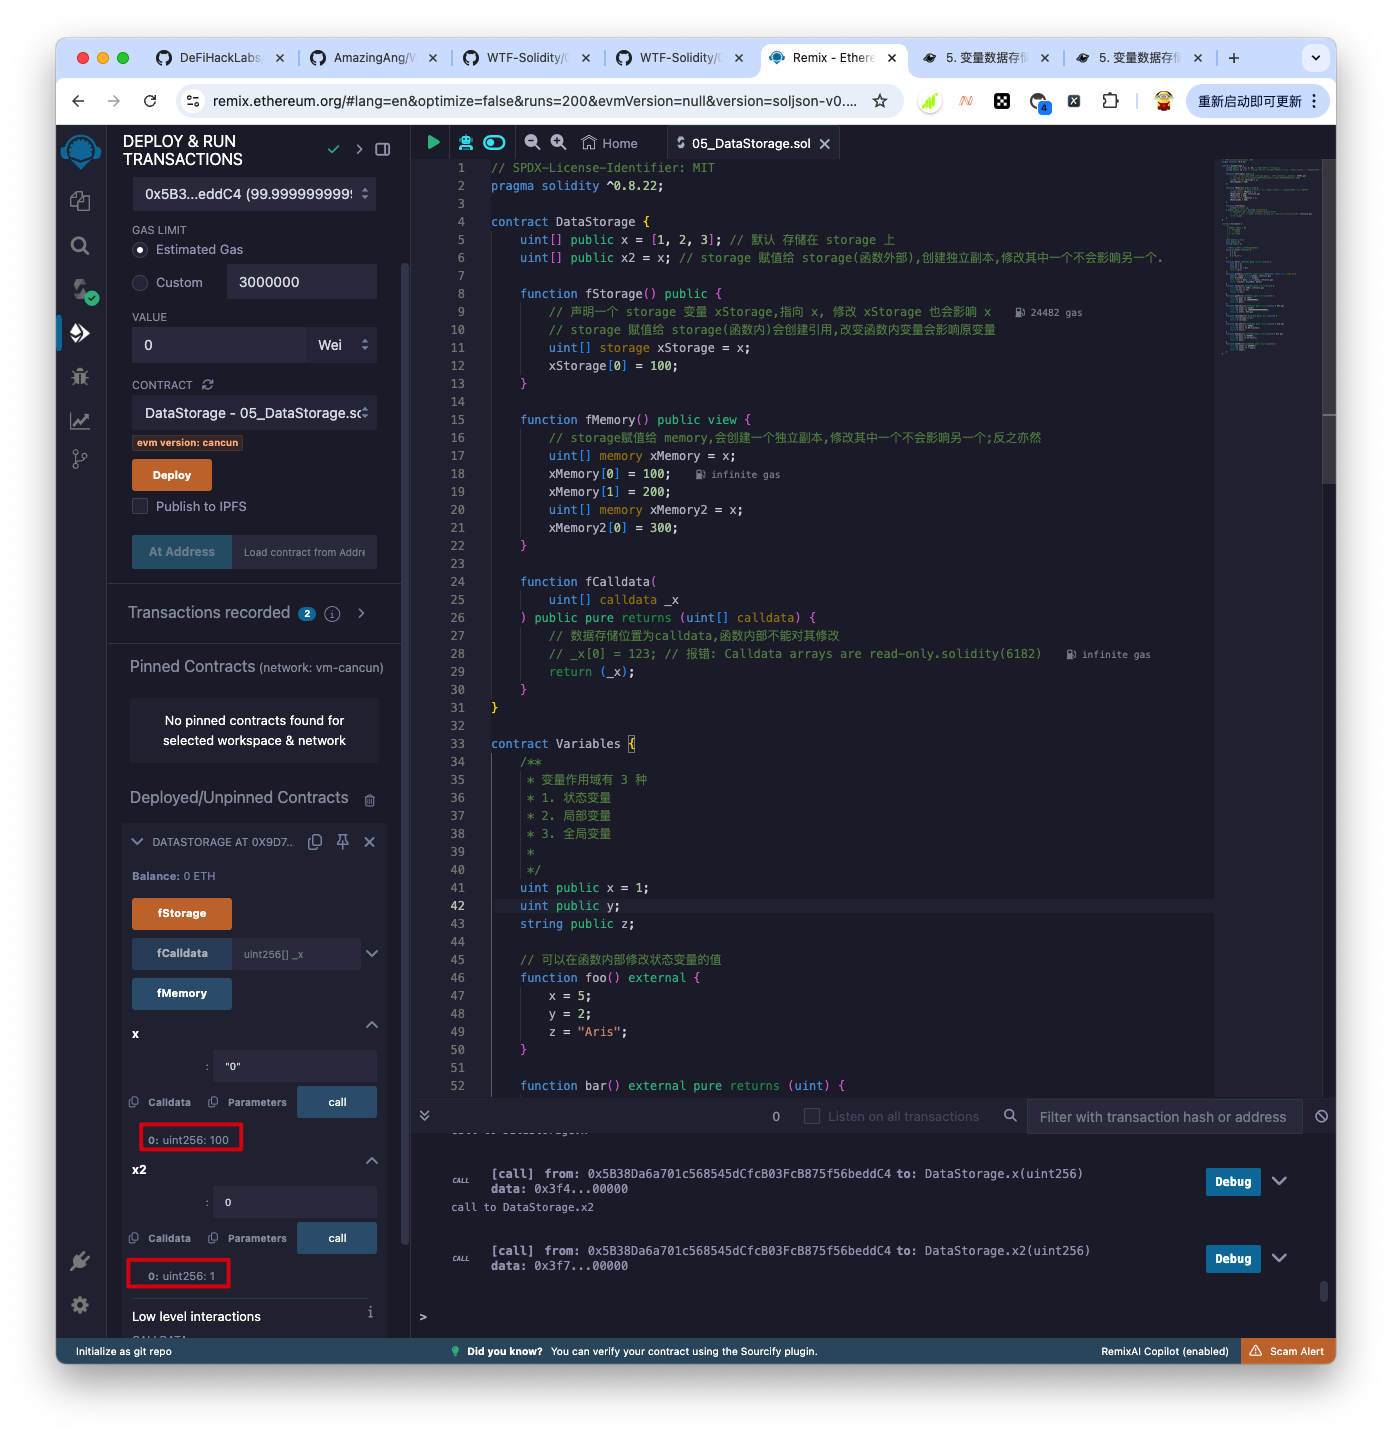 DeFiHackLabs
AmazingAng/W
WTF-Solidity/
WTF-Solidity/
Remix - Ethere
5. 变量数据存
5. 变量数据存
remix.ethereum.org/#lang=en&optimize=false&runs=200&evmVersion=null&version=soljson-v0....
4
重新启动即可更新
DEPLOY & RUN
TRANSACTIONS
0x5B3...eddC4 (99.9999999999
GAS LIMIT
Estimated Gas
Custom
3000000
VALUE
0
Wei
CONTRACT
DataStorage - 05_DataStorage.sc
evm version: cancun
Deploy
Publish to IPFS
At Address
Load contract from Addre
Transactions recorded 2 i
Pinned Contracts (network: vm-cancun)
No pinned contracts found for
selected workspace & network
Deployed/Unpinned Contracts
DATASTORAGE AT 0X9D7...
Balance: 0 ETH
fStorage
fCalldata
uint256[] _x
fMemory
x
: "0"
Calldata
Parameters
call
0: uint256: 100
x2
: 0
Calldata
Parameters
call
0: uint256: 1
Low level interactions
i
CALLDATA
Home
05_DataStorage.sol
1 // SPDX-License-Identifier: MIT
2 pragma solidity ^0.8.22;
3
4 contract DataStorage {
5 uint[] public x = [1, 2, 3]; // 默认 存储在 storage 上
6 uint[] public x2 = x; // storage 赋值给 storage(函数外部),创建独立副本,修改其中一个不会影响另一个.
7
8 function fStorage() public {
9 // 声明一个 storage 变量 xStorage,指向 x, 修改 xStorage 也会影响 x 24482 gas
10 // storage 赋值给 storage(函数内)会创建引用,改变函数内变量会影响原变量
11 uint[] storage xStorage = x;
12 xStorage[0] = 100;
13 }
14
15 function fMemory() public view {
16 // storage赋值给 memory,会创建一个独立副本,修改其中一个不会影响另一个;反之亦然
17 uint[] memory xMemory = x;
18 xMemory[0] = 100; infinite gas
19 xMemory[1] = 200;
20 uint[] memory xMemory2 = x;
21 xMemory2[0] = 300;
22 }
23
24 function fCalldata(
25 uint[] calldata _x
26 ) public pure returns (uint[] calldata) {
27 // 数据存储位置为calldata,函数内部不能对其修改
28 // _x[0] = 123; // 报错: Calldata arrays are read-only.solidity(6182) infinite gas
29 return (_x);
30 }
31 }
32
33 contract Variables {
34 /**
35 * 变量作用域有 3 种
36 * 1. 状态变量
37 * 2. 局部变量
38 * 3. 全局变量
39 *
40 */
41 uint public x = 1;
42 uint public y;
43 string public z;
44
45 // 可以在函数内部修改状态变量的值
46 function foo() external {
47 x = 5;
48 y = 2;
49 z = "Aris";
50 }
51
52 function bar() external pure returns (uint) {
0
Listen on all transactions
Filter with transaction hash or address
CALL [call] from: 0x5B38Da6a701c568545dCfcB03FcB875f56beddC4 to: DataStorage.x(uint256)
data: 0x3f4...00000
Debug
call to DataStorage.x2
CALL [call] from: 0x5B38Da6a701c568545dCfcB03FcB875f56beddC4 to: DataStorage.x2(uint256)
data: 0x3f7...00000
Debug
>
Initialize as git repo
Did you know? You can verify your contract using the Sourcify plugin.
RemixAI Copilot (enabled)
Scam Alert